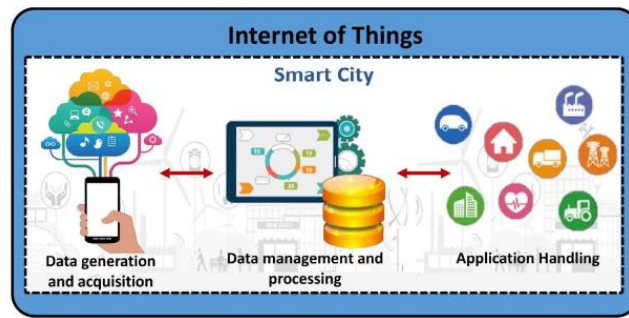 Internet of Things
Smart City
Data generation
and acquisition
Data management and
processing
Application Handling